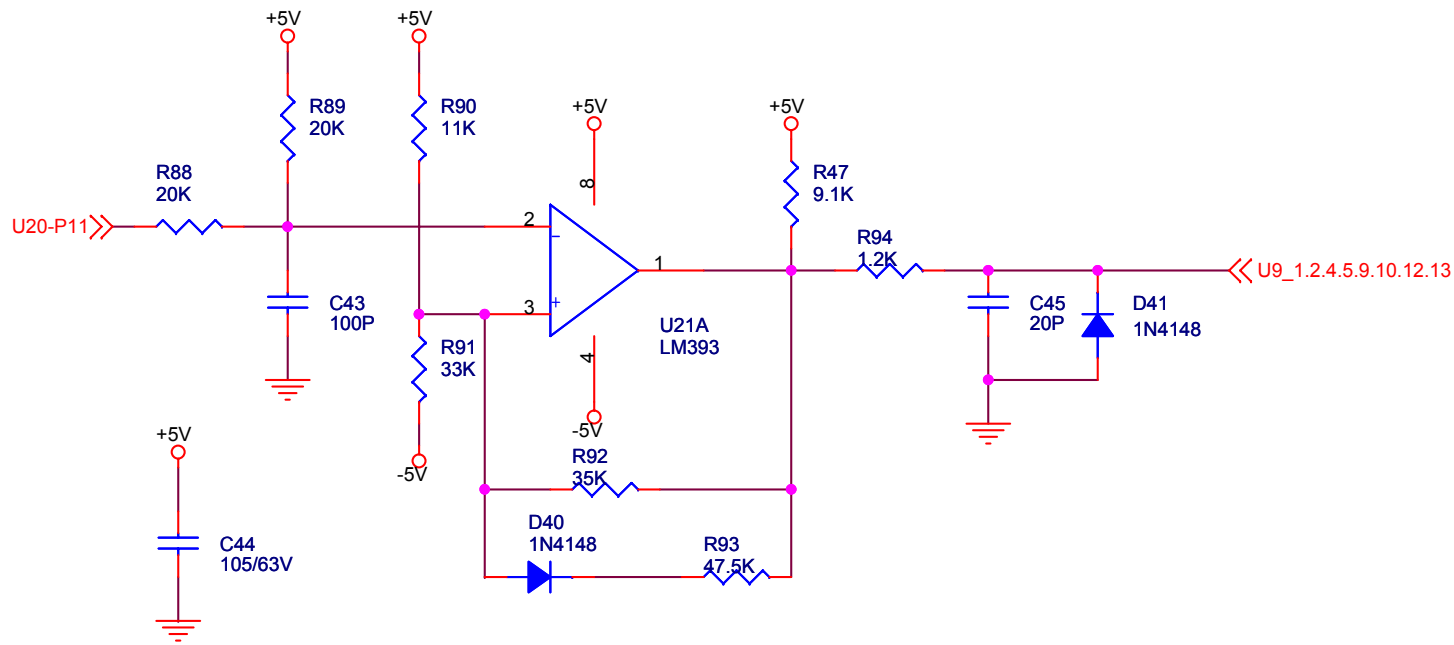 +5V
+5V
R89
20K
R90
11K
+5V
+5V
8
R88
20K
R47
9.1K
U20-P11
2
R94
1.2K
1
U9_1.2.4.5.9.10.12.13
−
+
3
C43
100P
U21A
LM393
C45
20P
D41
1N4148
R91
33K
4
-5V
+5V
-5V
R92
35K
D40
1N4148
R93
47.5K
C44
105/63V